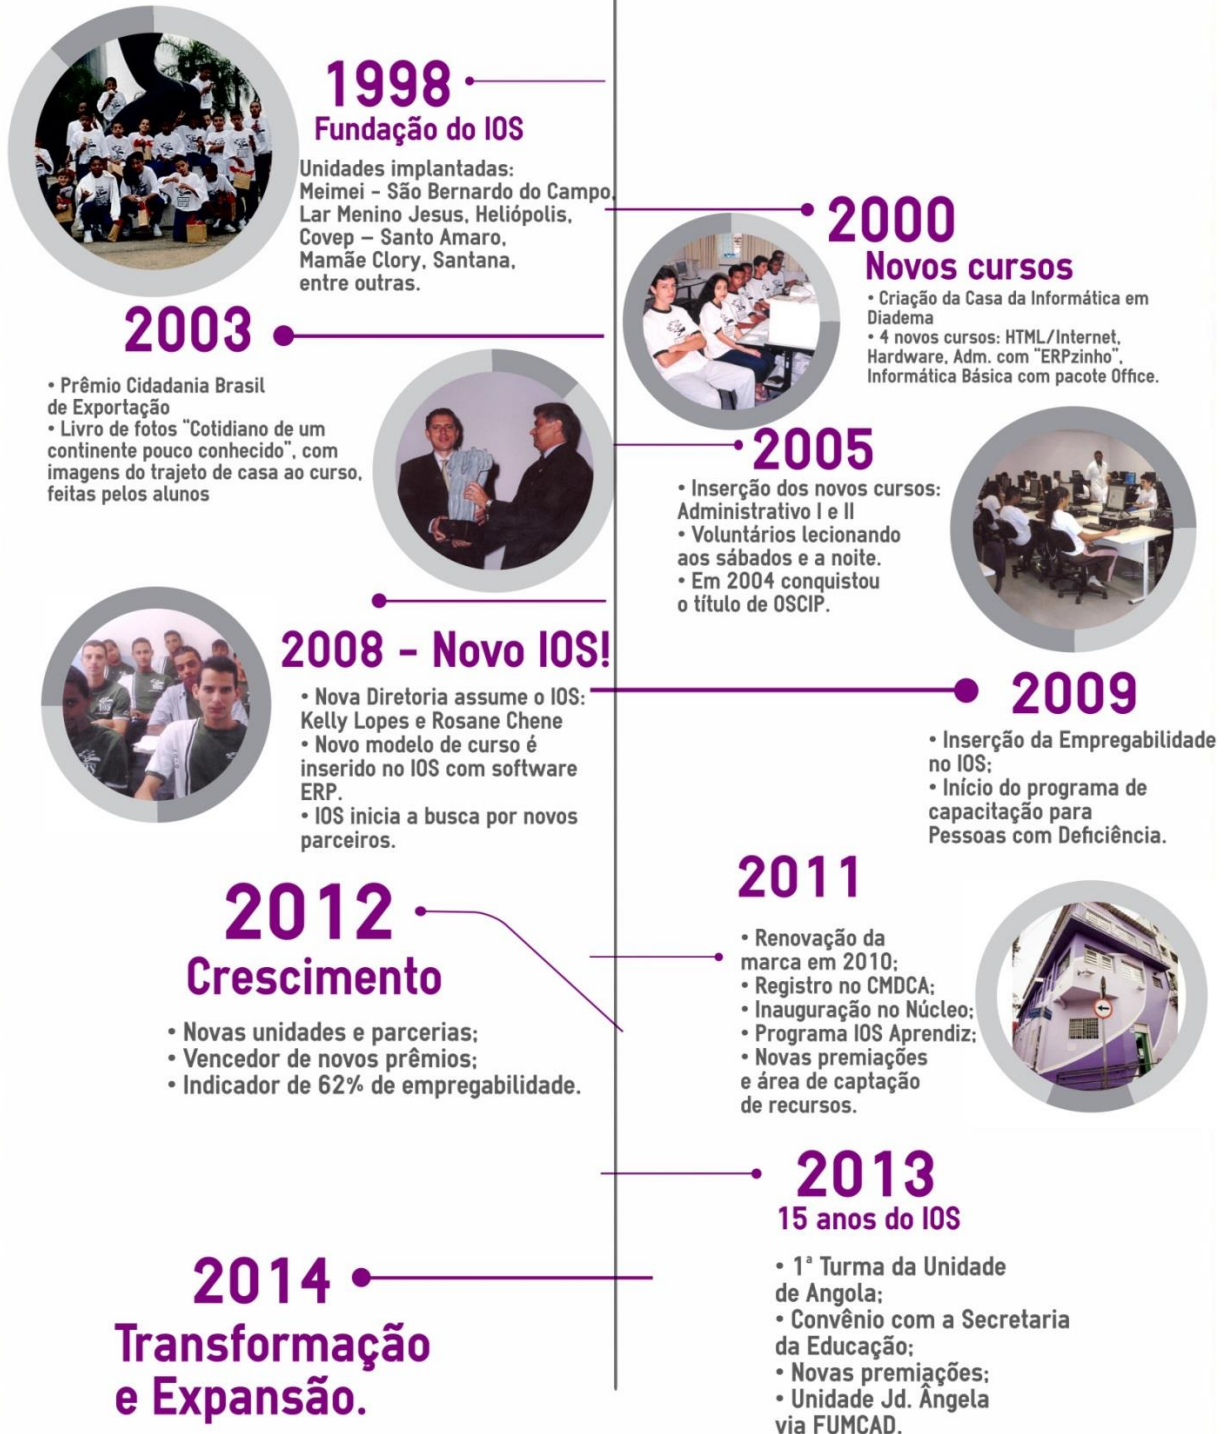 1998
Fundação do IOS
Unidades implantadas:
Meimei - São Bernardo do Campo,
Lar Menino Jesus, Heliópolis,
Covep – Santo Amaro,
Mamãe Clory, Santana,
entre outras.
2000
Novos cursos
• Criação da Casa da Informática em
Diadema
• 4 novos cursos: HTML/Internet,
Hardware, Adm. com "ERPzinho",
Informática Básica com pacote Office.
2003
• Prêmio Cidadania Brasil
de Exportação
• Livro de fotos "Cotidiano de um
continente pouco conhecido", com
imagens do trajeto de casa ao curso,
feitas pelos alunos
2005
• Inserção dos novos cursos:
Administrativo I e II
• Voluntários lecionando
aos sábados e a noite.
• Em 2004 conquistou
o título de OSCIP.
2008 - Novo IOS!
• Nova Diretoria assume o IOS:
Kelly Lopes e Rosane Chene
• Novo modelo de curso é
inserido no IOS com software
ERP.
• IOS inicia a busca por novos
parceiros.
2009
• Inserção da Empregabilidade
no IOS;
• Início do programa de
capacitação para
Pessoas com Deficiência.
2011
• Renovação da
marca em 2010;
• Registro no CMDCA;
• Inauguração no Núcleo;
• Programa IOS Aprendiz;
• Novas premiações
e área de captação
de recursos.
2012
Crescimento
• Novas unidades e parcerias;
• Vencedor de novos prêmios;
• Indicador de 62% de empregabilidade.
2013
15 anos do IOS
• 1ª Turma da Unidade
de Angola;
• Convênio com a Secretaria
da Educação;
• Novas premiações;
• Unidade Jd. Ângela
via FUMCAD.
2014
Transformação
e Expansão.